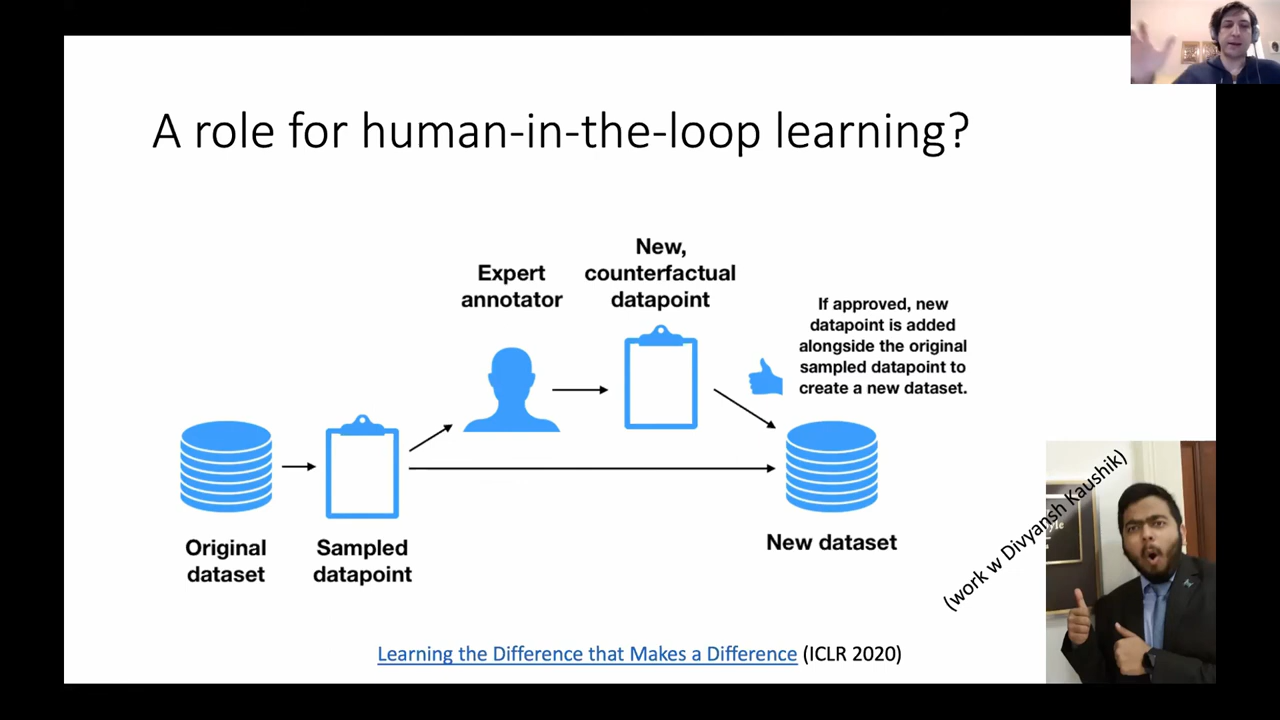 A role for human-in-the-loop learning?
New,
counterfactual
datapoint
Expert
annotator
If approved, new
datapoint is added
alongside the original
sampled datapoint to
create a new dataset.
Original
dataset
Sampled
datapoint
New dataset
(work w Divyansh Kaushik)
Learning the Difference that Makes a Difference (ICLR 2020)